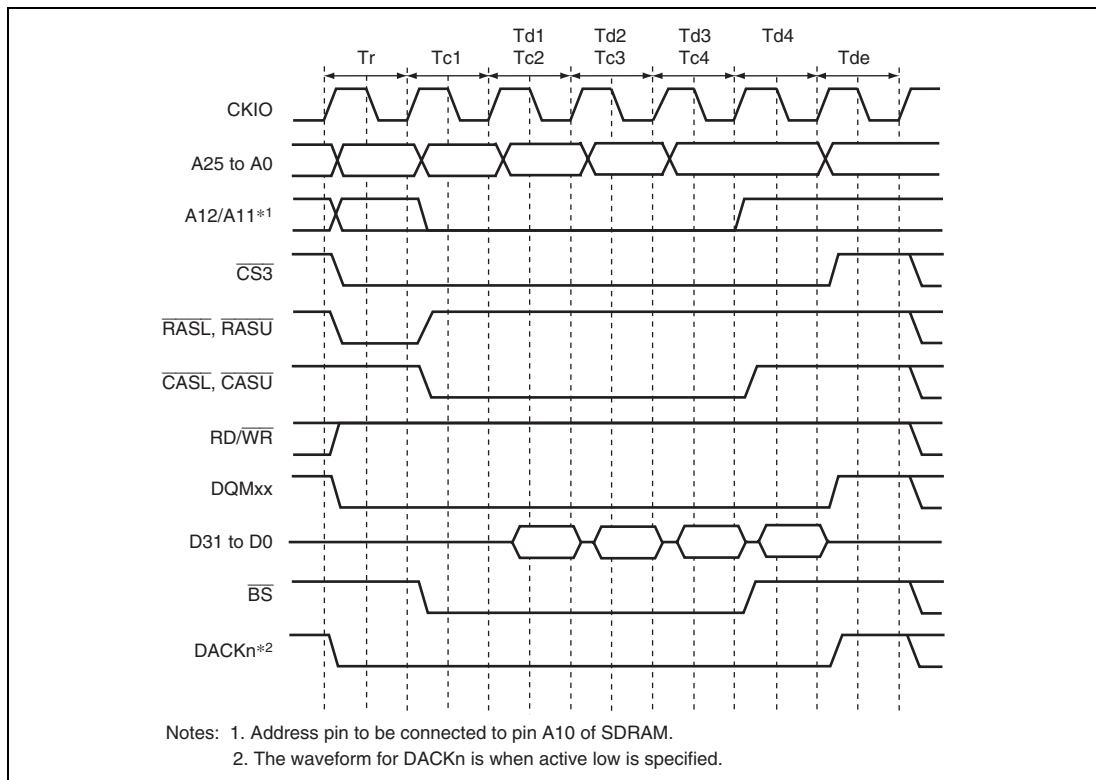 Td1 Td2 Td3 Td4
Tr Tc1 Tc2 Tc3 Tc4 Tde
CKIO
A25 to A0
A12/A11*1
CS3
RASL, RASU
CASL, CASU
RD/WR
DQMxx
D31 to D0
BS
DACKn*2
Notes: 1. Address pin to be connected to pin A10 of SDRAM.
2. The waveform for DACKn is when active low is specified.